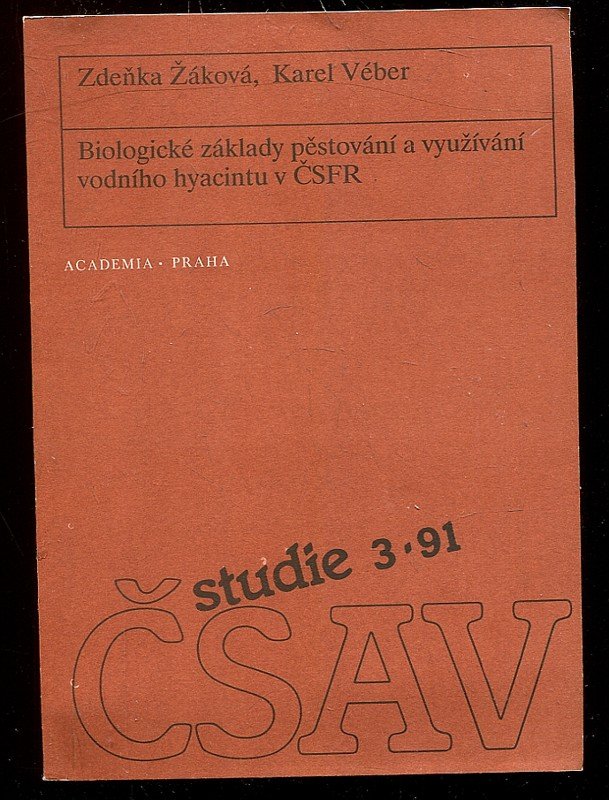 Zdeňka Žáková, Karel Véber
Biologické základy pěstování a využívání
vodního hyacintu v ČSFR
ACADEMIA · PRAHA
studie 3·91
ČSAV